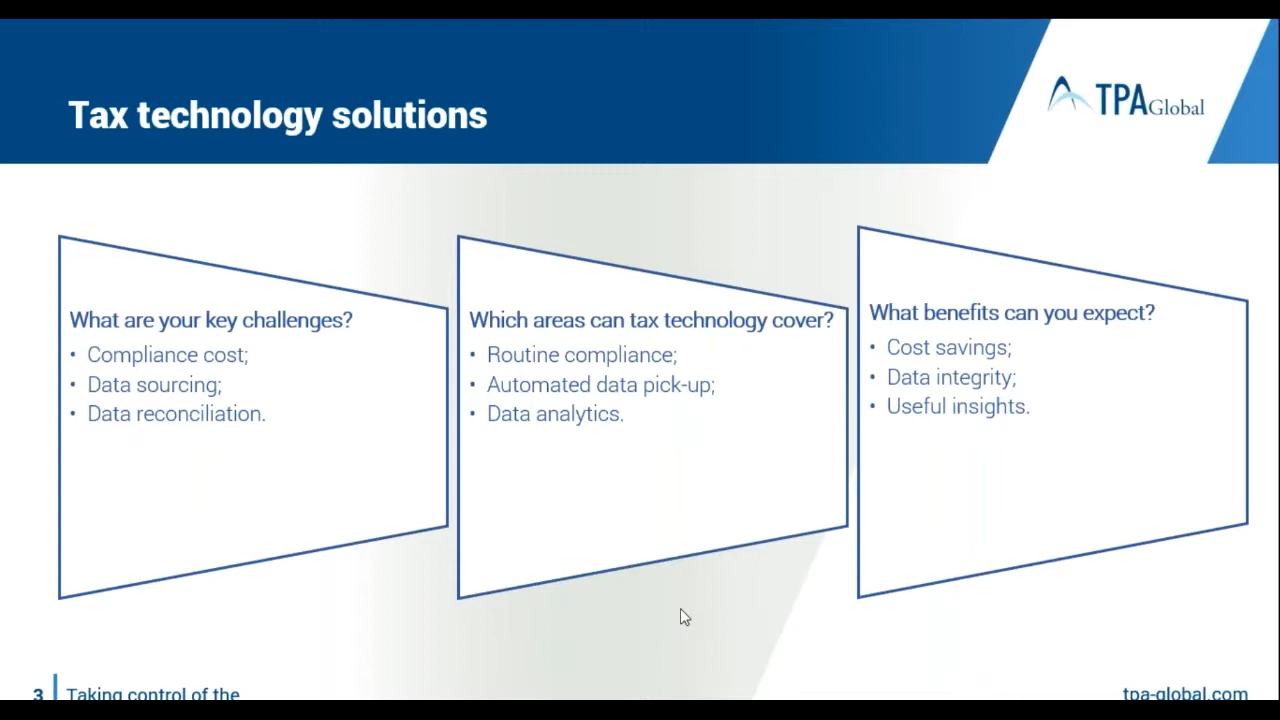 Tax technology solutions
TPA Global
What are your key challenges?
• Compliance cost;
• Data sourcing;
• Data reconciliation.
Which areas can tax technology cover?
• Routine compliance;
• Automated data pick-up;
• Data analytics.
What benefits can you expect?
• Cost savings;
• Data integrity;
• Useful insights.
3
Taking control of the
tpa-global.com